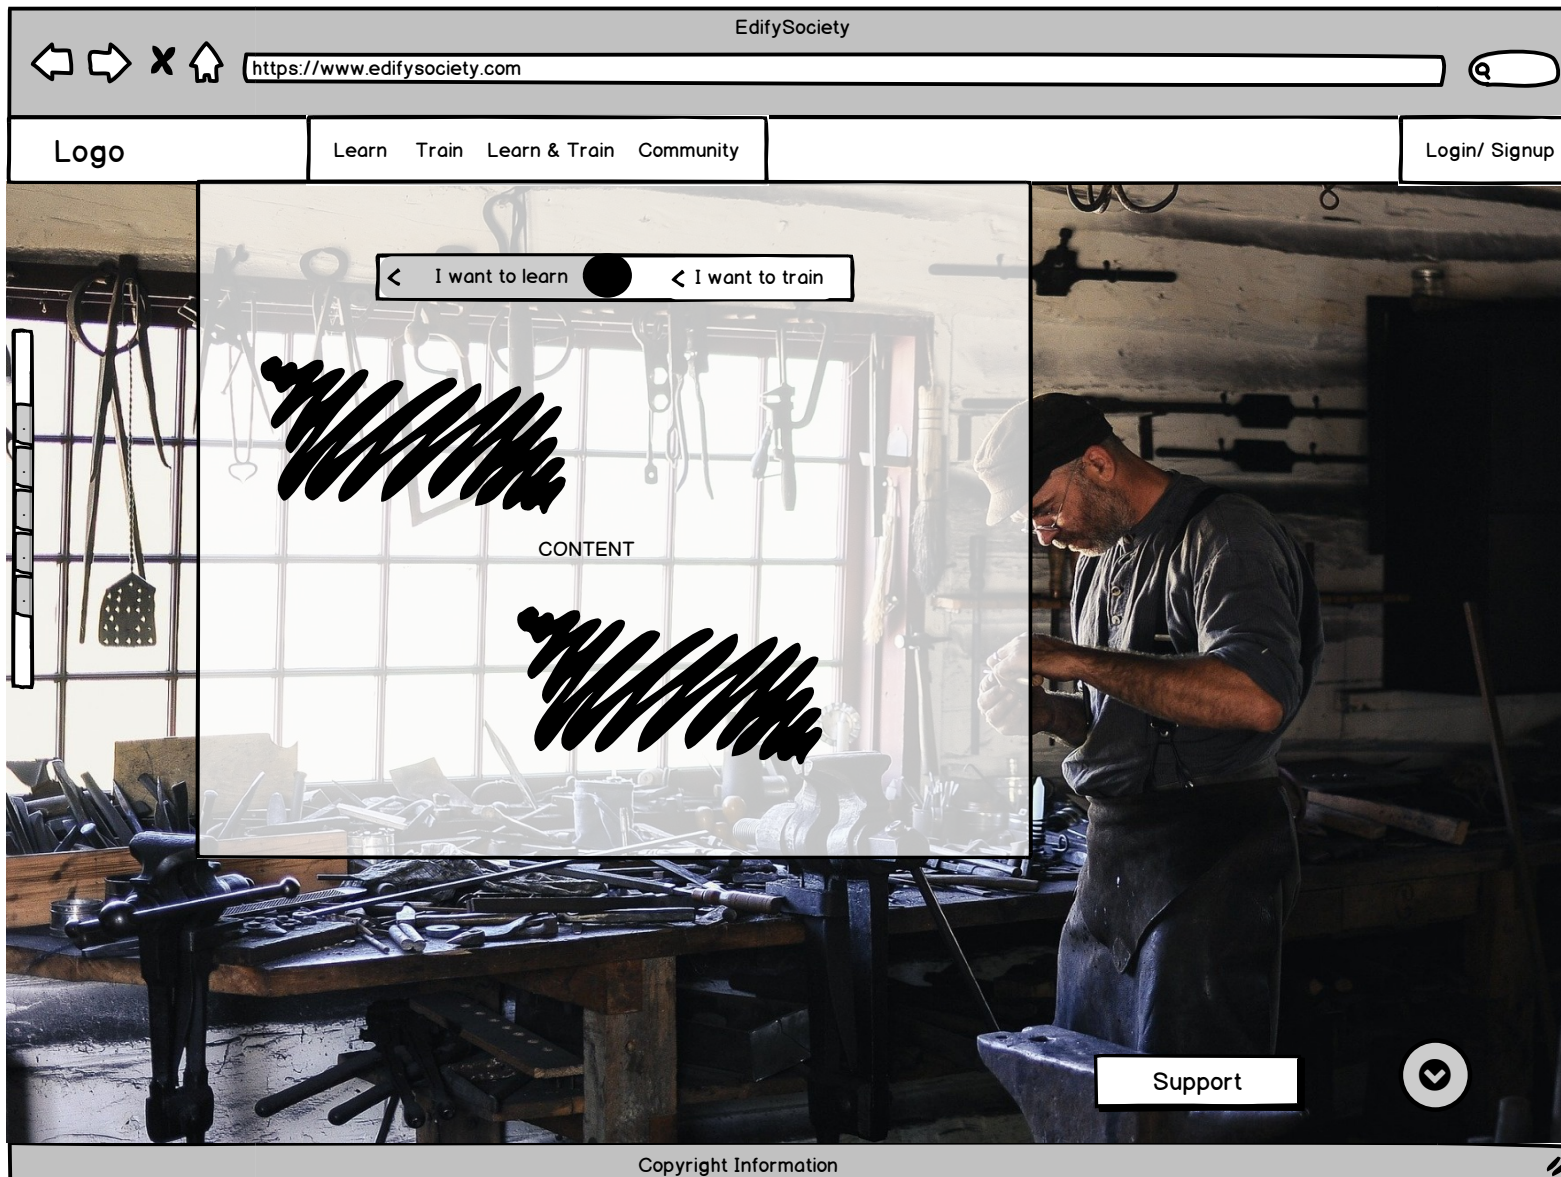 EdifySociety
https://www.edifysociety.com
Logo
Learn
Train
Learn & Train
Community
Login/ Signup
I want to learn
I want to train
CONTENT
Support
Copyright Information